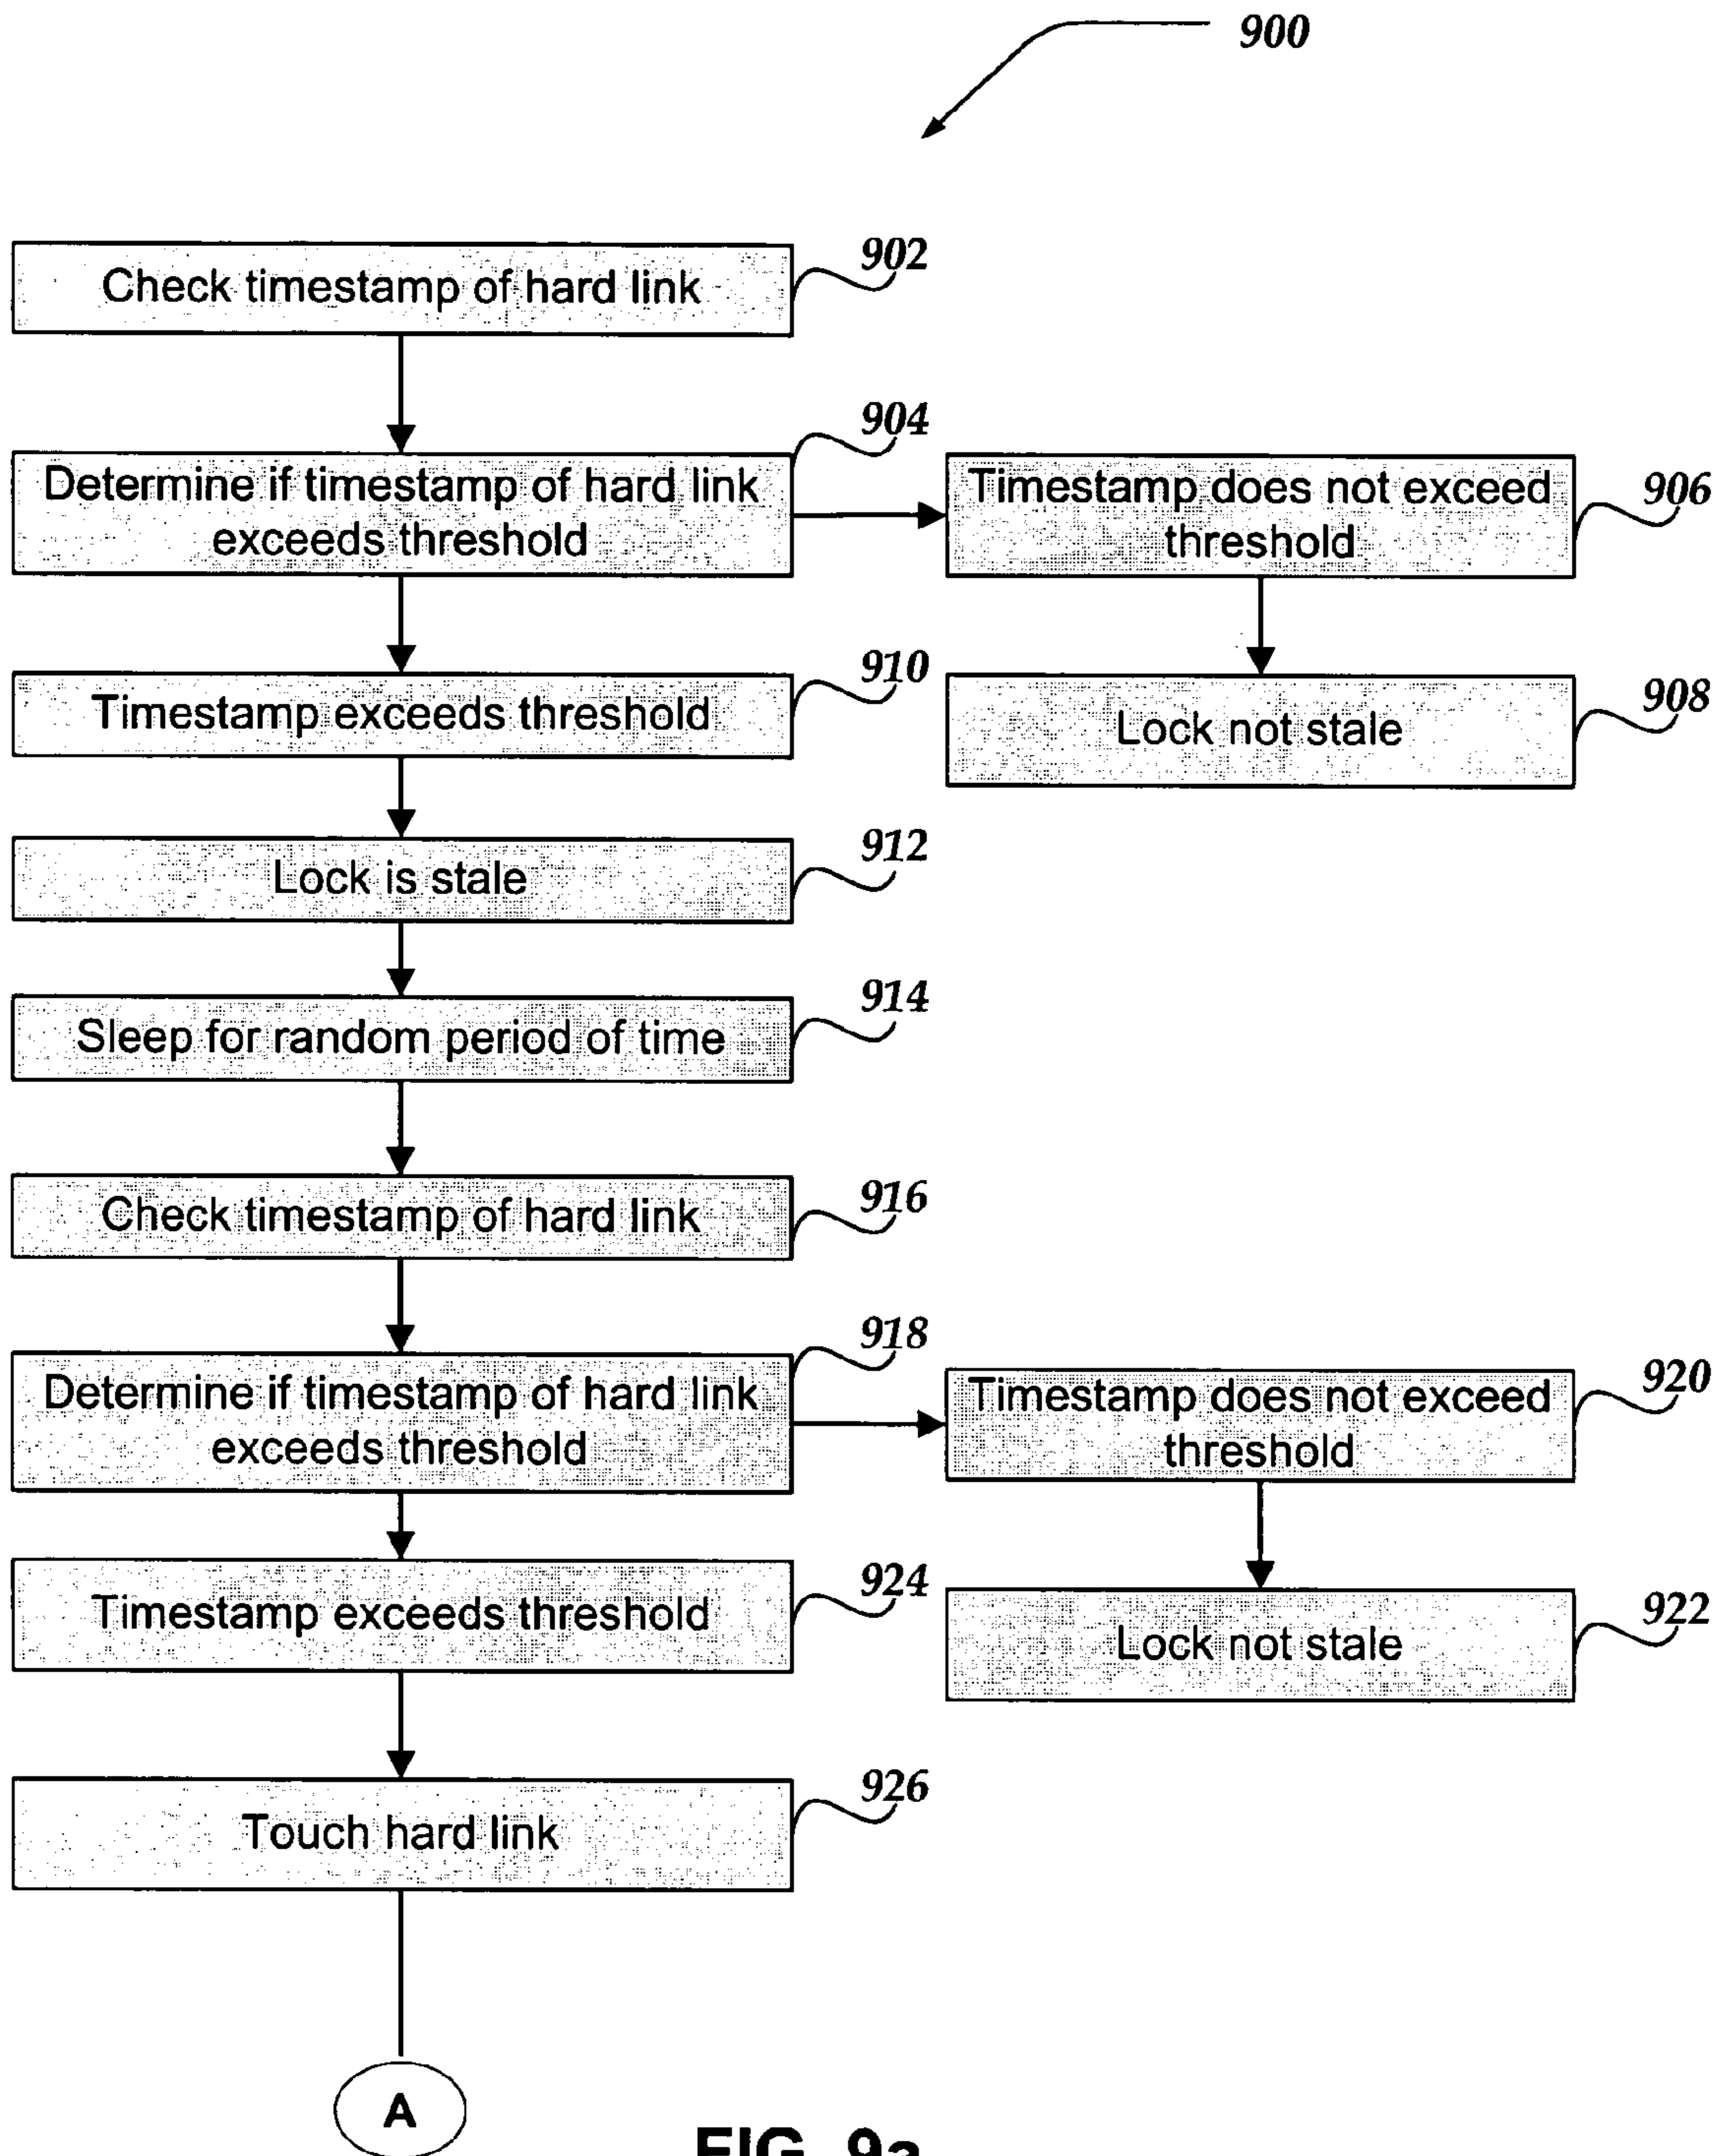 900
Check timestamp of hard link
902
Determine if timestamp of hard link
exceeds threshold
904
Timestamp does not exceed
threshold
906
Timestamp exceeds threshold
910
Lock not stale
908
Lock is stale
912
Sleep for random period of time
914
Check timestamp of hard link
916
Determine if timestamp of hard link
exceeds threshold
918
Timestamp does not exceed
threshold
920
Timestamp exceeds threshold
924
Lock not stale
922
Touch hard link
926
A
FIG. 9a